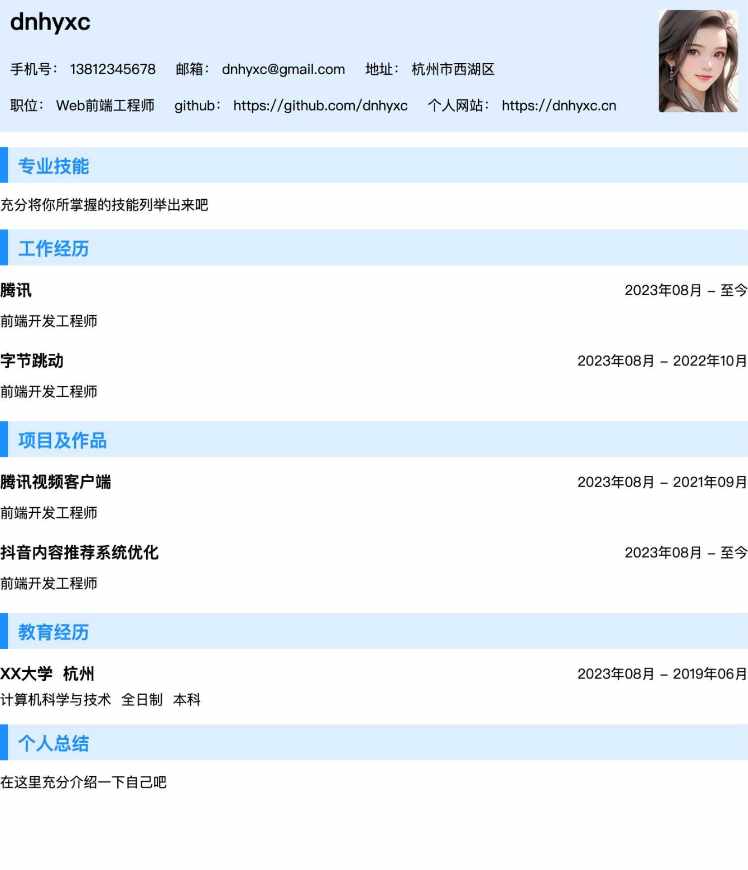 dnhyxc
手机号： 13812345678 邮箱： dnhyxc@gmail.com 地址： 杭州市西湖区
职位： Web前端工程师 github： https://github.com/dnhyxc 个人网站： https://dnhyxc.cn
专业技能
充分将你所掌握的技能列举出来吧
工作经历
腾讯 2023年08月 – 至今
前端开发工程师
字节跳动 2023年08月 – 2022年10月
前端开发工程师
项目及作品
腾讯视频客户端 2023年08月 – 2021年09月
前端开发工程师
抖音内容推荐系统优化 2023年08月 – 至今
前端开发工程师
教育经历
XX大学 杭州 2023年08月 – 2019年06月
计算机科学与技术 全日制 本科
个人总结
在这里充分介绍一下自己吧